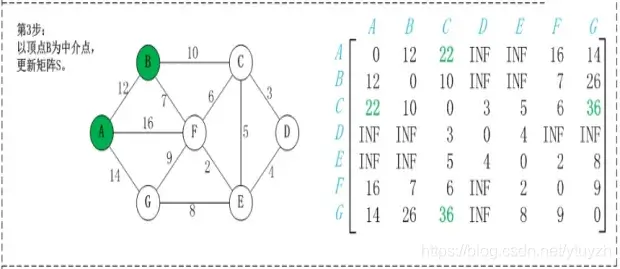 第3步：
以顶点B为中介点，
更新矩阵S。
B 10 C
12 7 6 3
A 16 F 5 D
14 9 2 4
G 8 E
A B C D E F G
A 0 12 22 INF INF 16 14
B 12 0 10 INF INF 7 26
C 22 10 0 3 5 6 36
D INF INF 3 0 4 INF INF
E INF INF 5 4 0 2 8
F 16 7 6 INF 2 0 9
G 14 26 36 INF 8 9 0
https://blog.csdn.net/ytuyzh